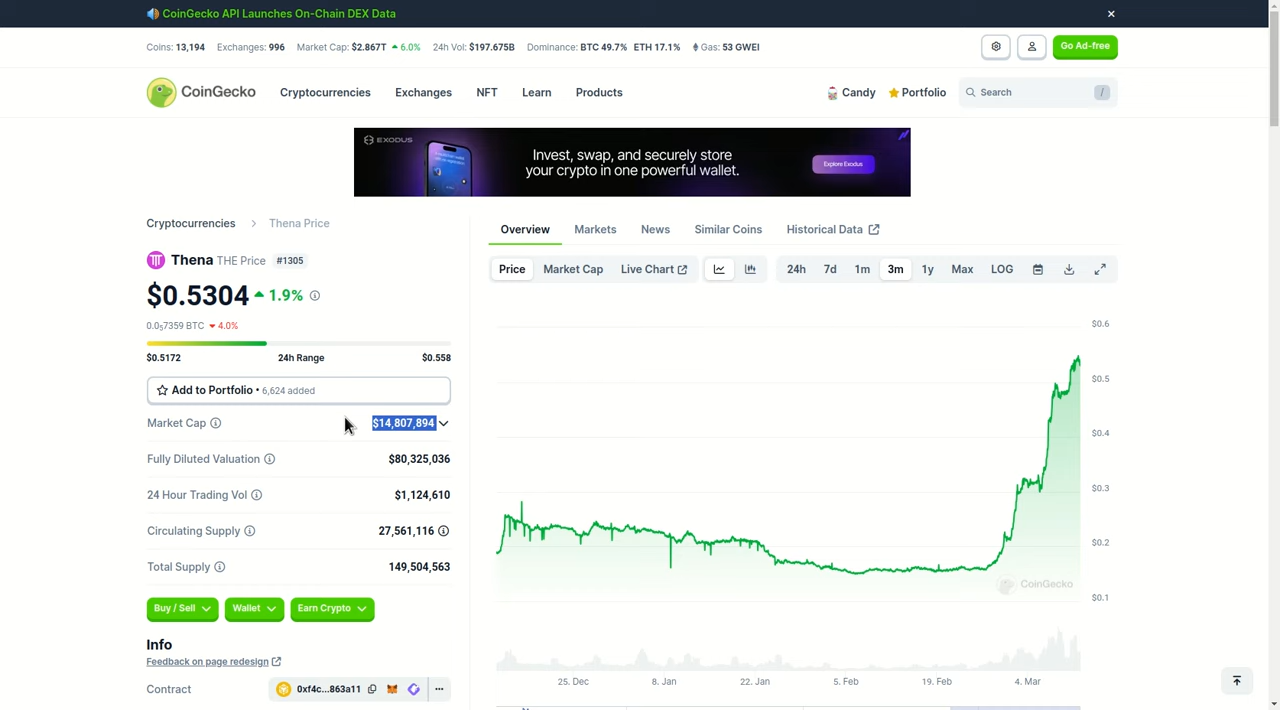 CoinGecko API Launches On-Chain DEX Data
Coins: 13,194 Exchanges: 996 Market Cap: $2.867T 6.0% 24h Vol: $197.675B Dominance: BTC 49.7% ETH 17.1% Gas: 53 GWEI
Go Ad-free
CoinGecko Cryptocurrencies Exchanges NFT Learn Products Candy Portfolio Search /
EXODUS
Invest, swap, and securely store
your crypto in one powerful wallet.
Explore Exodus
Cryptocurrencies > Thena Price
Overview Markets News Similar Coins Historical Data
Thena THE Price #1305
Price Market Cap Live Chart 24h 7d 1m 3m 1y Max LOG
$0.5304 1.9%
0.0₅7359 BTC 4.0%
$0.5172 24h Range $0.558
Add to Portfolio • 6,624 added
Market Cap $14,807,894
Fully Diluted Valuation $80,325,036
24 Hour Trading Vol $1,124,610
Circulating Supply 27,561,116
Total Supply 149,504,563
Buy / Sell Wallet Earn Crypto
Info
Feedback on page redesign
Contract 0xf4c...863a11
$0.6
$0.5
$0.4
$0.3
$0.2
$0.1
CoinGecko
25. Dec 8. Jan 22. Jan 5. Feb 19. Feb 4. Mar